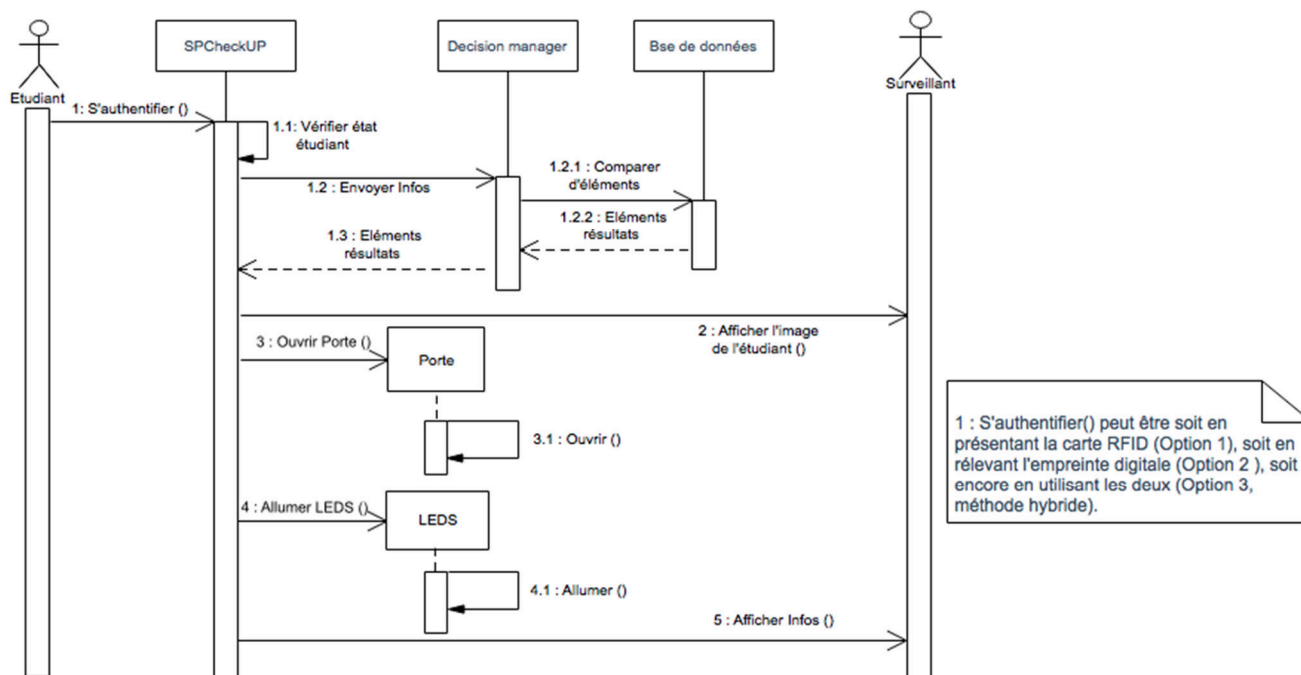 SPCheckUP
Decision manager
Bse de données
Etudiant
Surveillant
1: S'authentifier ()
1.1: Vérifier état
étudiant
1.2 : Envoyer Infos
1.2.1 : Comparer
d'éléments
1.2.2 : Eléments
résultats
1.3 : Eléments
résultats
2 : Afficher l'image
de l'étudiant ()
3 : Ouvrir Porte ()
Porte
3.1 : Ouvrir ()
1 : S'authentifier() peut être soit en
présentant la carte RFID (Option 1), soit en
rélevant l'empreinte digitale (Option 2 ), soit
encore en utilisant les deux (Option 3,
méthode hybride).
4 : Allumer LEDS ()
LEDS
4.1 : Allumer ()
5 : Afficher Infos ()